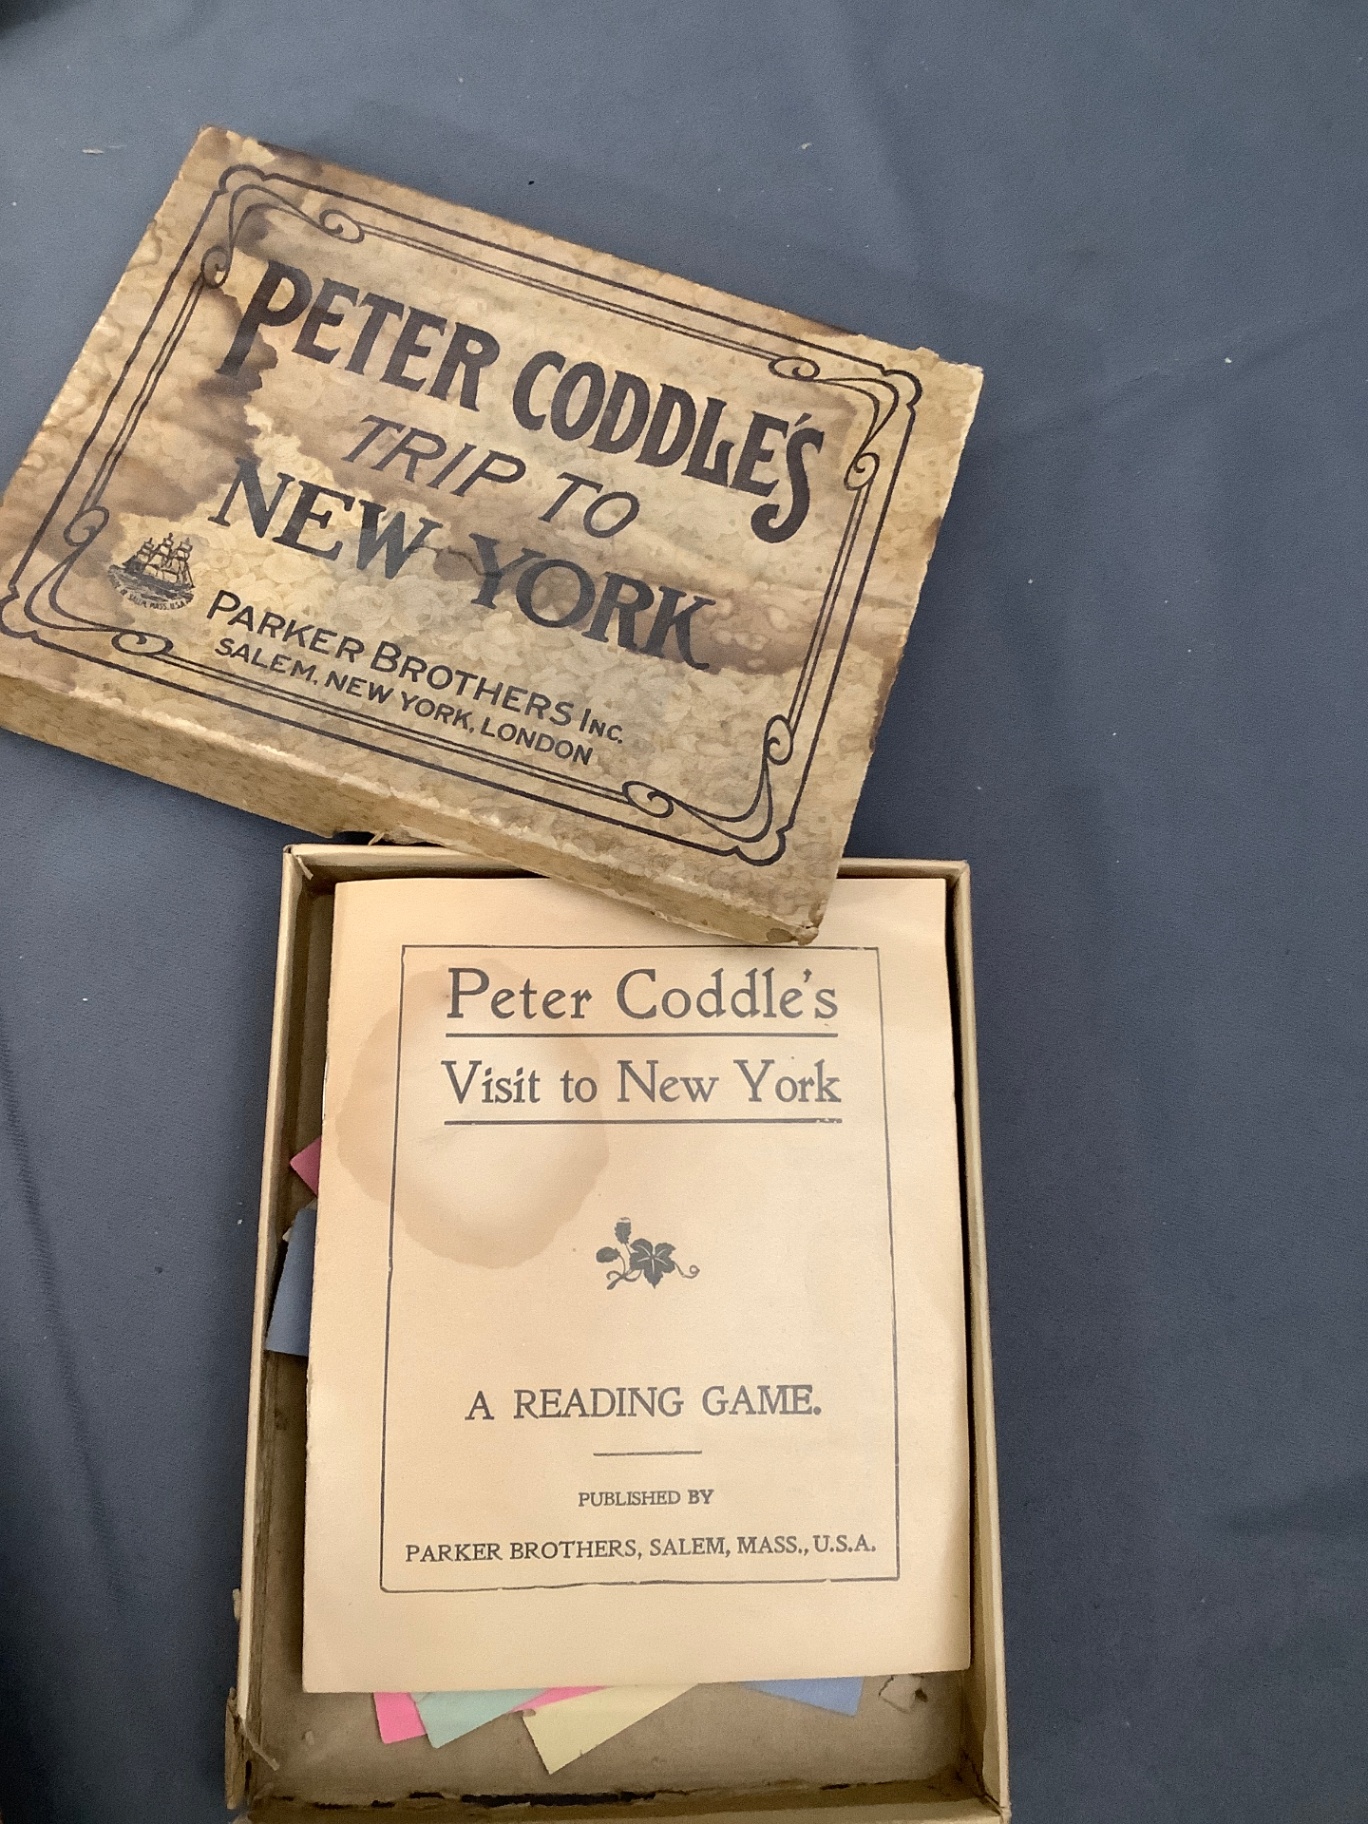 PETER CODDLE'S
TRIP TO
NEW YORK
PARKER BROTHERS INC.
SALEM, NEW YORK, LONDON
Peter Coddle's
Visit to New York
A READING GAME.
PUBLISHED BY
PARKER BROTHERS, SALEM, MASS., U.S.A.